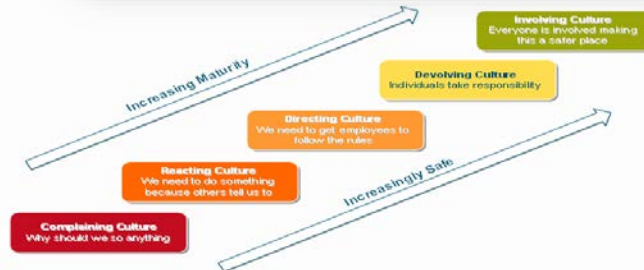 Involving Culture
Everyone is involved making
this a safer place
Increasing Maturity
Devolving Culture
Individuals take responsibility
Directing Culture
We need to get employees to
follow the rules
Reacting Culture
We need to do something
because others tell us to
Increasingly Safe
Complaining Culture
Why should we so anything